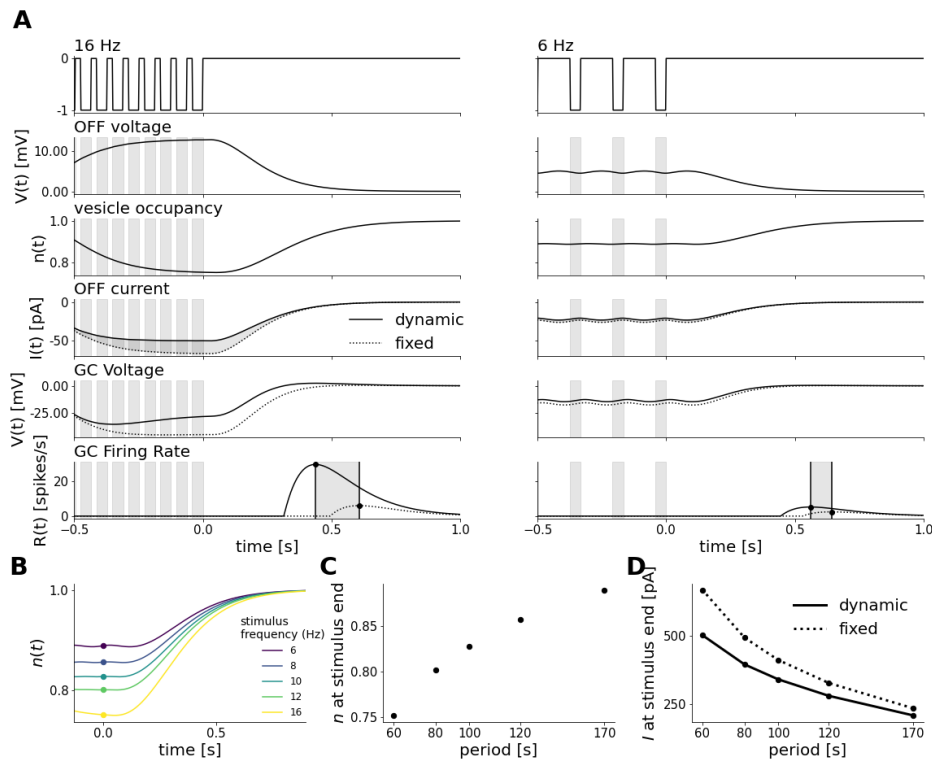 A
16 Hz
6 Hz
0
-1
OFF voltage
V(t) [mV]
10.00
0.00
vesicle occupancy
n(t)
1.0
0.8
OFF current
I(t) [pA]
0
-50
dynamic
fixed
GC Voltage
V(t) [mV]
0.00
-25.00
GC Firing Rate
R(t) [spikes/s]
20
0
−0.5 0.0 0.5 1.0
time [s]
−0.5 0.0 0.5 1.0
time [s]
B
n(t)
1.0
0.8
stimulus
frequency (Hz)
6
8
10
12
16
0.0 0.5
time [s]
C
n at stimulus end
0.85
0.80
0.75
60 80 100 120 170
period [s]
D
I at stimulus end [pA]
500
250
dynamic
fixed
60 80 100 120 170
period [s]